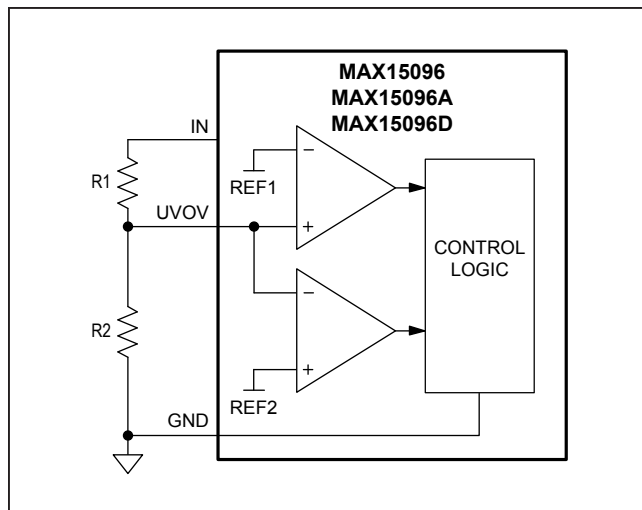 MAX15096
MAX15096A
MAX15096D
IN
R1
REF1
−
UVOV
+
CONTROL
LOGIC
−
R2
+
REF2
GND